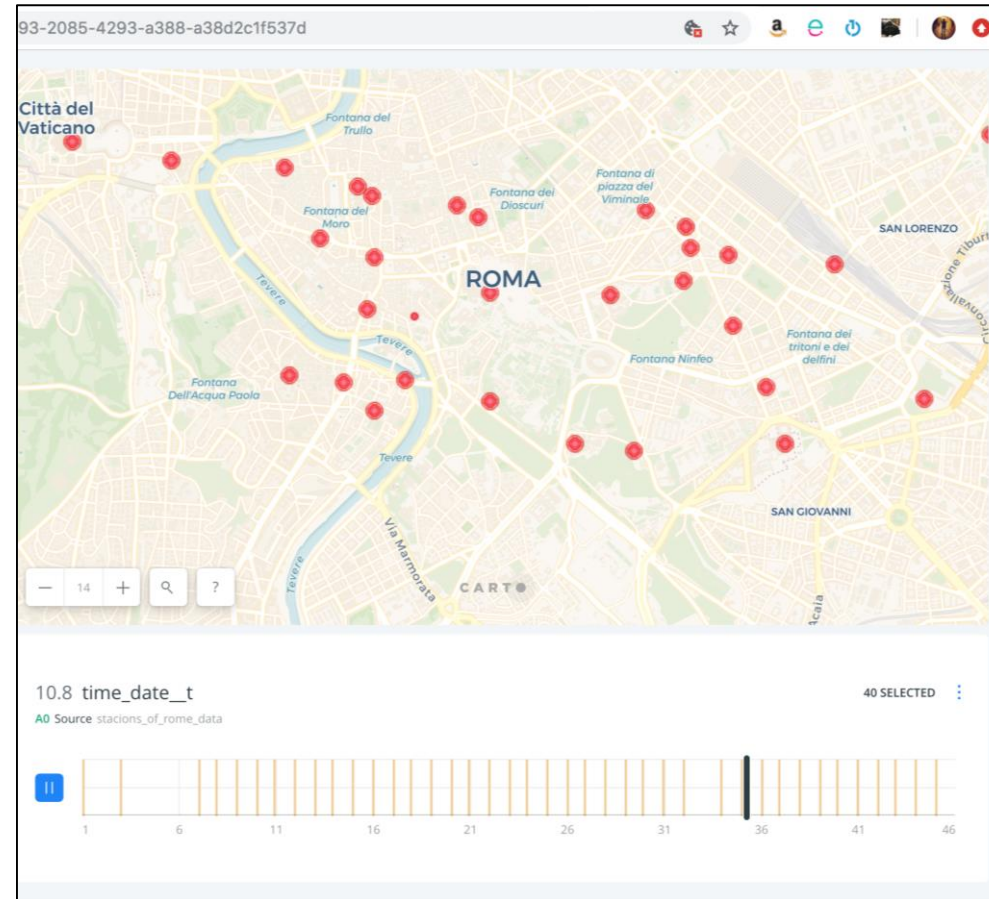 93-2085-4293-a388-a38d2c1f537d
Città del
Vaticano
Fontana del
Trullo
Fontana di
piazza del
Viminale
Fontana dei
Dioscuri
Fontana del
Moro
SAN LORENZO
ROMA
Tevere
Tevere
Fontana dei
tritoni e dei
delfini
Fontana Ninfeo
Fontana
Dell'Acqua Paola
Tevere
SAN GIOVANNI
Via Marmorata
Tevere
CARTO
Acaia
− 14 + ?
10.8 time_date__t
40 SELECTED
A0 Source stacions_of_rome_data
1 6 11 16 21 26 31 36 41 46